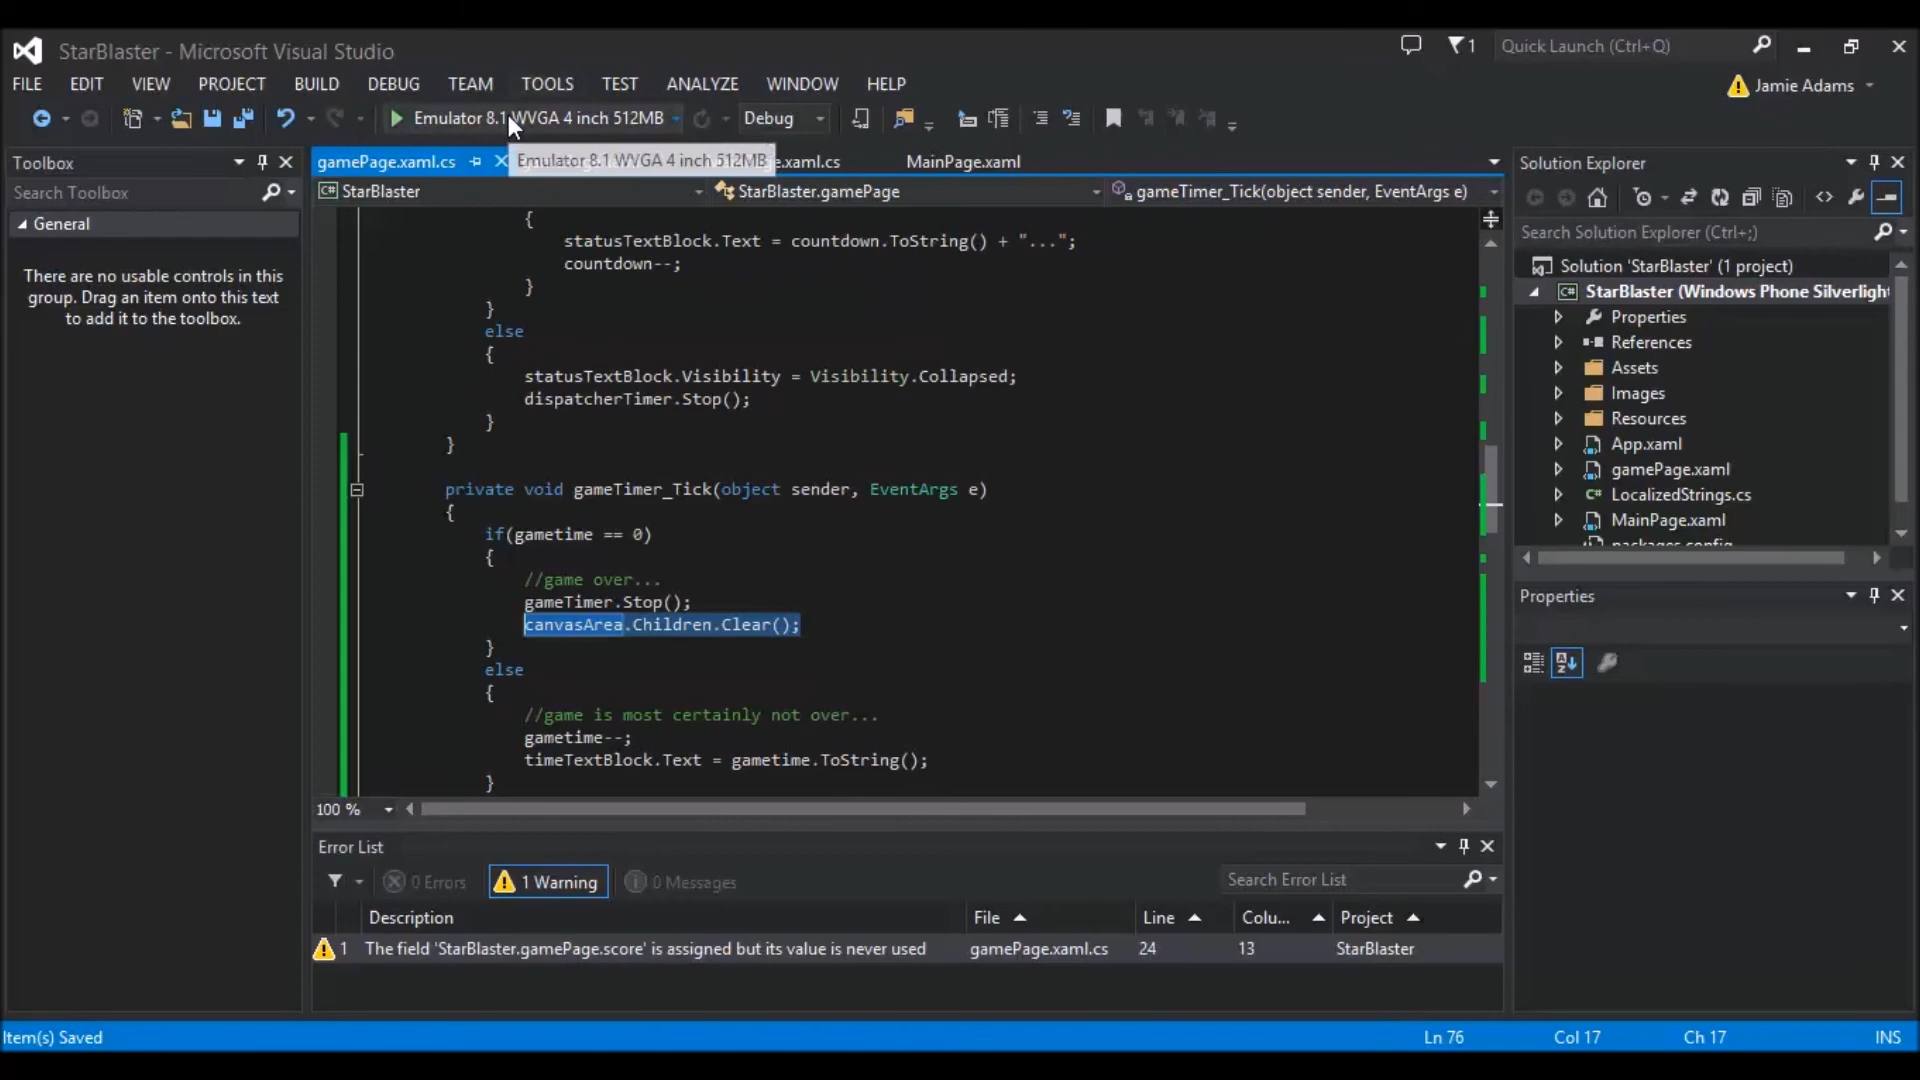 StarBlaster - Microsoft Visual Studio
1
Quick Launch (Ctrl+Q)
FILE EDIT VIEW PROJECT BUILD DEBUG TEAM TOOLS TEST ANALYZE WINDOW HELP
Jamie Adams
Emulator 8.1 WVGA 4 inch 512MB
Debug
Toolbox
Search Toolbox
General
There are no usable controls in this
group. Drag an item onto this text
to add it to the toolbox.
gamePage.xaml.cs
Emulator 8.1 WVGA 4 inch 512MB
e.xaml.cs
MainPage.xaml
StarBlaster
StarBlaster.gamePage
gameTimer_Tick(object sender, EventArgs e)
{
statusTextBlock.Text = countdown.ToString() + "...";
countdown--;
}
}
else
{
statusTextBlock.Visibility = Visibility.Collapsed;
dispatcherTimer.Stop();
}
}
private void gameTimer_Tick(object sender, EventArgs e)
{
if(gametime == 0)
{
//game over...
gameTimer.Stop();
canvasArea.Children.Clear();
}
else
{
//game is most certainly not over...
gametime--;
timeTextBlock.Text = gametime.ToString();
}
100 %
Error List
0 Errors
1 Warning
0 Messages
Search Error List
Description File Line Colu... Project
1 The field 'StarBlaster.gamePage.score' is assigned but its value is never used gamePage.xaml.cs 24 13 StarBlaster
Solution Explorer
Search Solution Explorer (Ctrl+;)
Solution 'StarBlaster' (1 project)
StarBlaster (Windows Phone Silverligh
Properties
References
Assets
Images
Resources
App.xaml
gamePage.xaml
LocalizedStrings.cs
MainPage.xaml
packages.config
Properties
Item(s) Saved
Ln 76
Col 17
Ch 17
INS